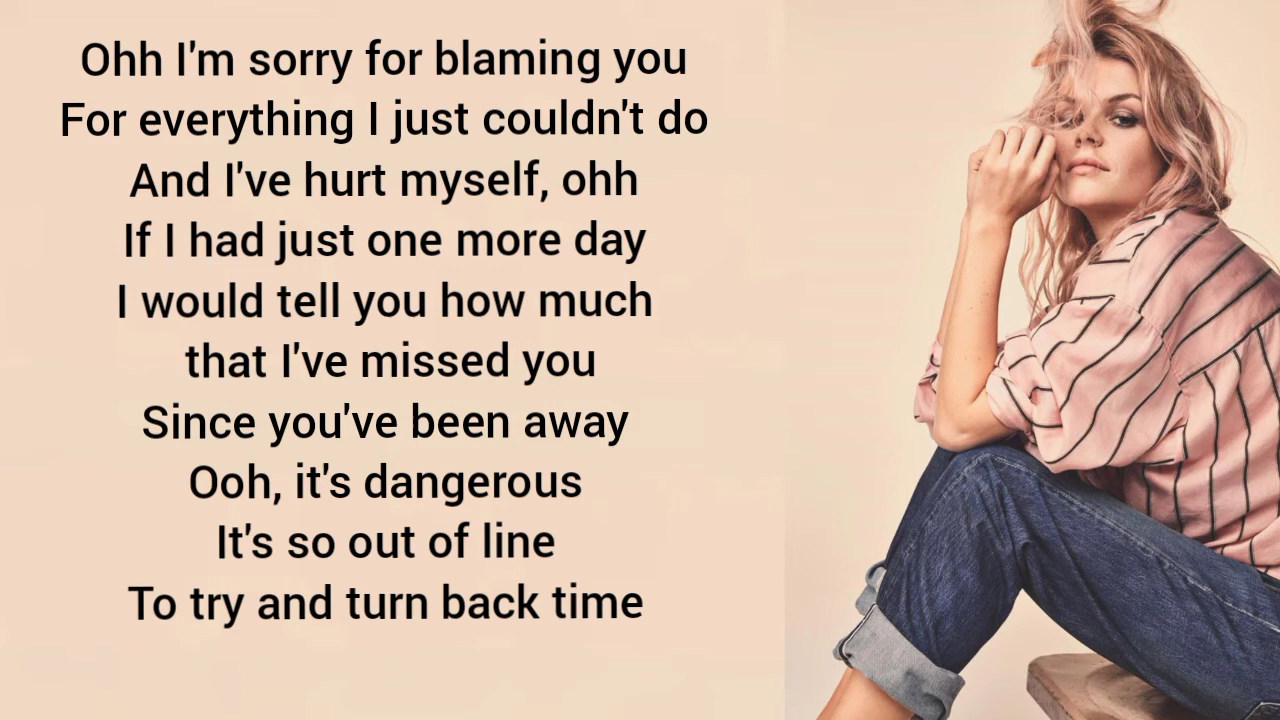 Ohh I'm sorry for blaming you
For everything I just couldn't do
And I've hurt myself, ohh
If I had just one more day
I would tell you how much
that I've missed you
Since you've been away
Ooh, it's dangerous
It's so out of line
To try and turn back time